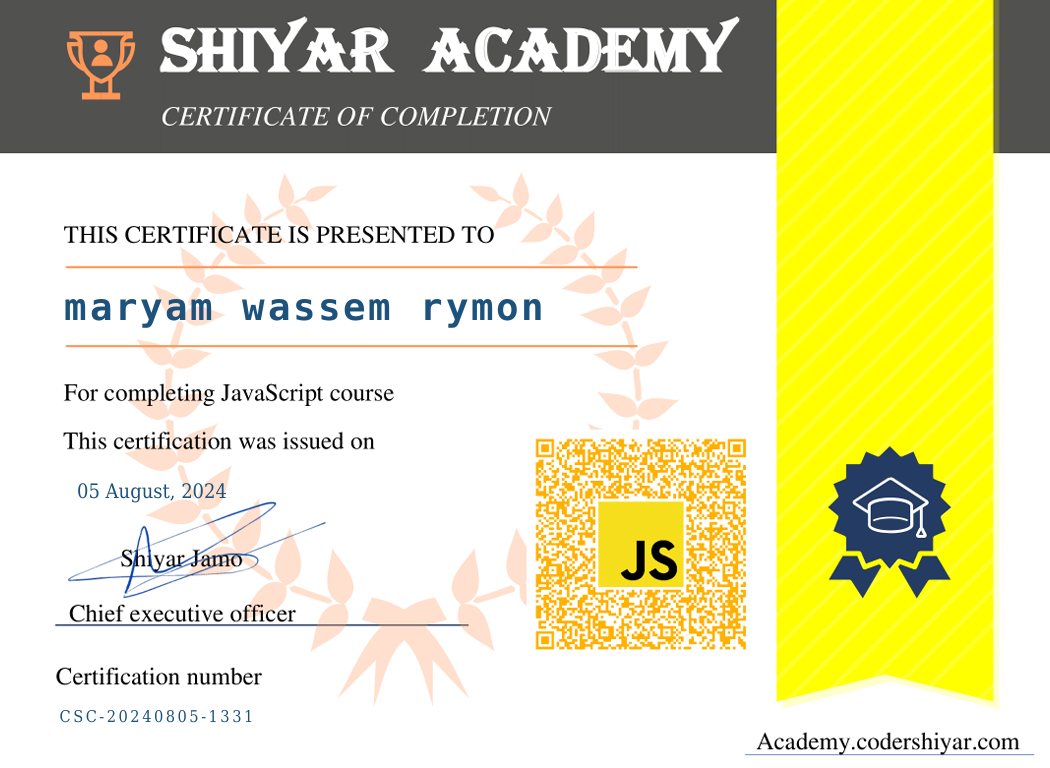 SHIYAR ACADEMY
CERTIFICATE OF COMPLETION
THIS CERTIFICATE IS PRESENTED TO
maryam wassem rymon
For completing JavaScript course
This certification was issued on
05 August, 2024
Shiyar Jamo
Chief executive officer
JS
Certification number
CSC-20240805-1331
Academy.codershiyar.com